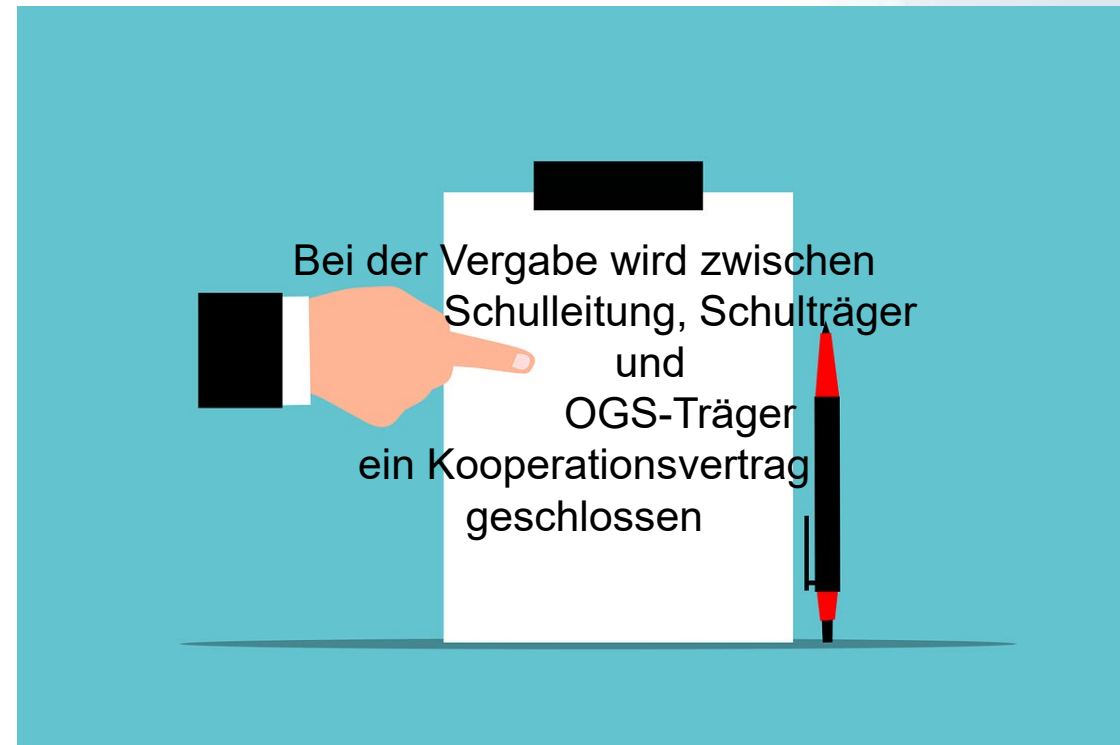 Bei der Vergabe wird zwischen
Schulleitung, Schulträger
und
OGS-Träger
ein Kooperationsvertrag
geschlossen